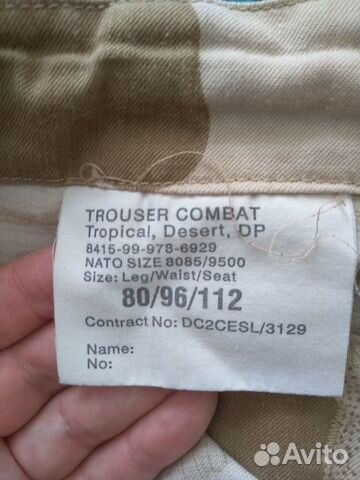 TROUSER COMBAT
Tropical, Desert, DP
8415-99-978-6929
NATO SIZE 8085/9500
Size: Leg/Waist/Seat
80/96/112
Contract No: DC2CESL/3129
Name:
No:
Avito